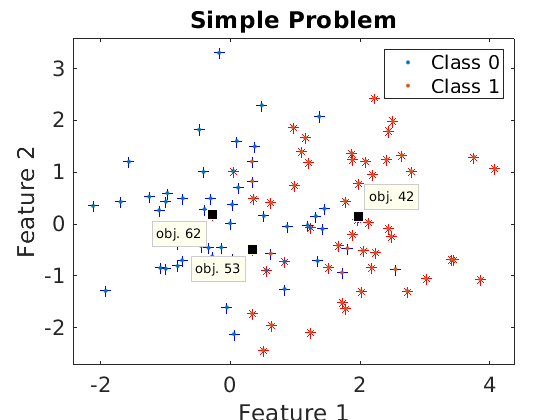 Simple Problem
Class 0
Class 1
Feature 2
3
2
1
0
-1
-2
obj. 42
obj. 62
obj. 53
-2
0
2
4
Feature 1